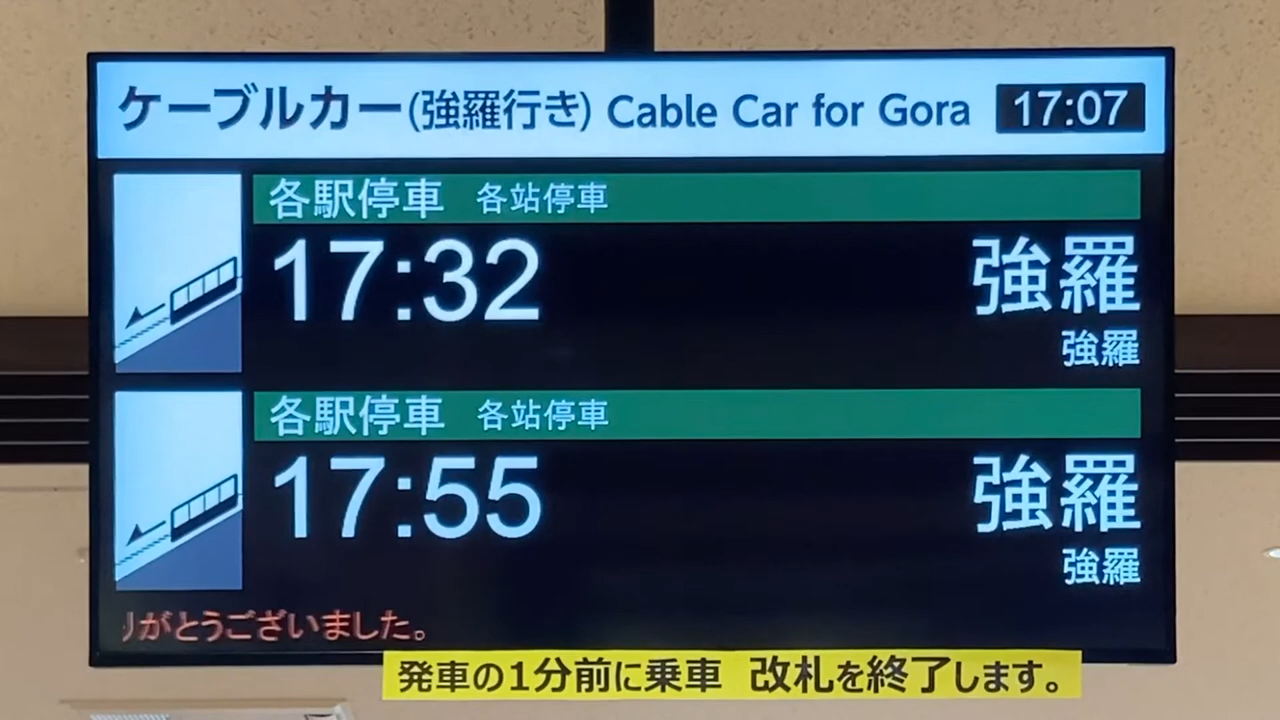 ケーブルカー(強羅行き) Cable Car for Gora 17:07
各駅停車 各站停車
17:32 強羅
強羅
各駅停車 各站停車
17:55 強羅
強羅
りがとうございました。
発車の1分前に乗車 改札を終了します。